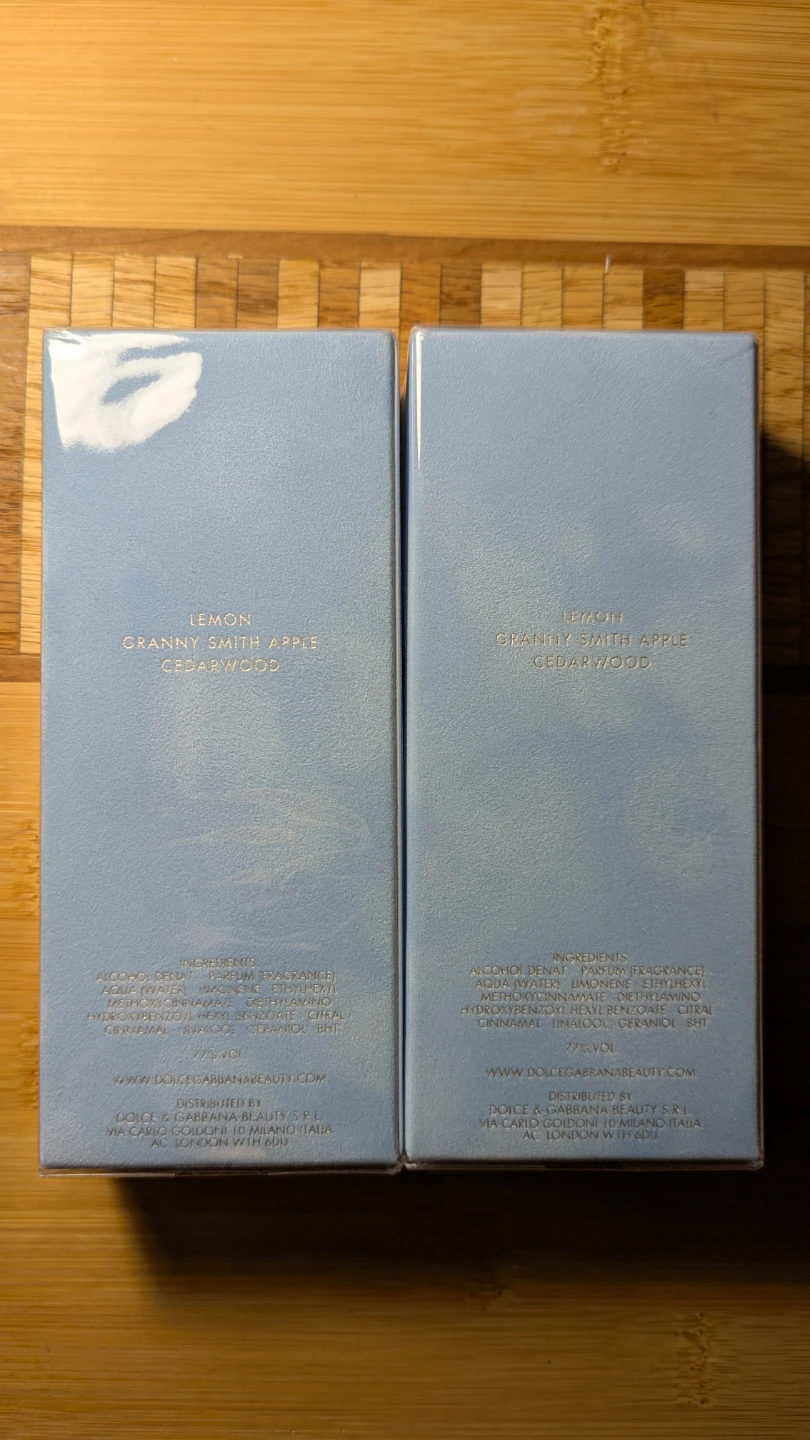 LEMON
GRANNY SMITH APPLE
CEDARWOOD
INGREDIENTS
ALCOHOL DENAT PARFUM (FRAGRANCE)
AQUA (WATER) LIMONENE ETHYLHEXYL
METHOXYCINNAMATE DIETHYLAMINO
HYDROXYBENZOYL HEXYL BENZOATE CITRAL
CINNAMAL LINALOOL GERANIOL BHT
77% VOL
WWW.DOLCEGABBANABEAUTY.COM
DISTRIBUTED BY
DOLCE & GABBANA BEAUTY S R L
VIA CARLO GOLDONI 10 MILANO ITALIA
AC LONDON W1H 6DU
LEMON
GRANNY SMITH APPLE
CEDARWOOD
INGREDIENTS
ALCOHOL DENAT PARFUM (FRAGRANCE)
AQUA (WATER) LIMONENE ETHYLHEXYL
METHOXYCINNAMATE DIETHYLAMINO
HYDROXYBENZOYL HEXYL BENZOATE CITRAL
CINNAMAL LINALOOL GERANIOL BHT
77% VOL
WWW.DOLCEGABBANABEAUTY.COM
DISTRIBUTED BY
DOLCE & GABBANA BEAUTY S R L
VIA CARLO GOLDONI 10 MILANO ITALIA
AC LONDON W1H 6DU